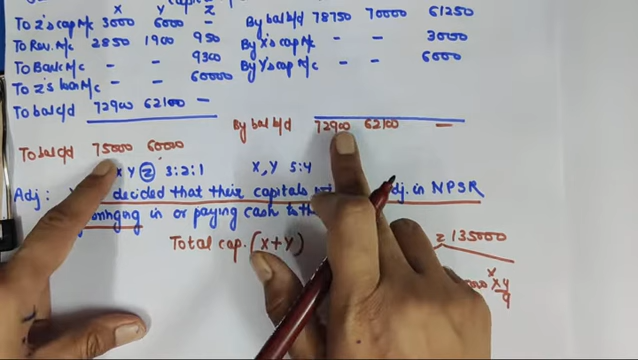 X Y Z
To Z's cap A/c 3000 6000 - By bal b/d 78750 70000 61250
To Rev. A/c 2850 1900 950 By X's cap A/c - - 3000
To Bank A/c - - 9300 By Y's cap A/c - - 6000
To Z's loan A/c - - 60000
To bal c/d 72900 62100 -
By bal b/d 72900 62100 -
To bal c/d 75000 60000
X Y Z 3:2:1 X, Y 5:4
Adj: decided that their capitals adj. in NPSR
in or paying cash to
Total cap. (X+Y) = 135000
X 4/9